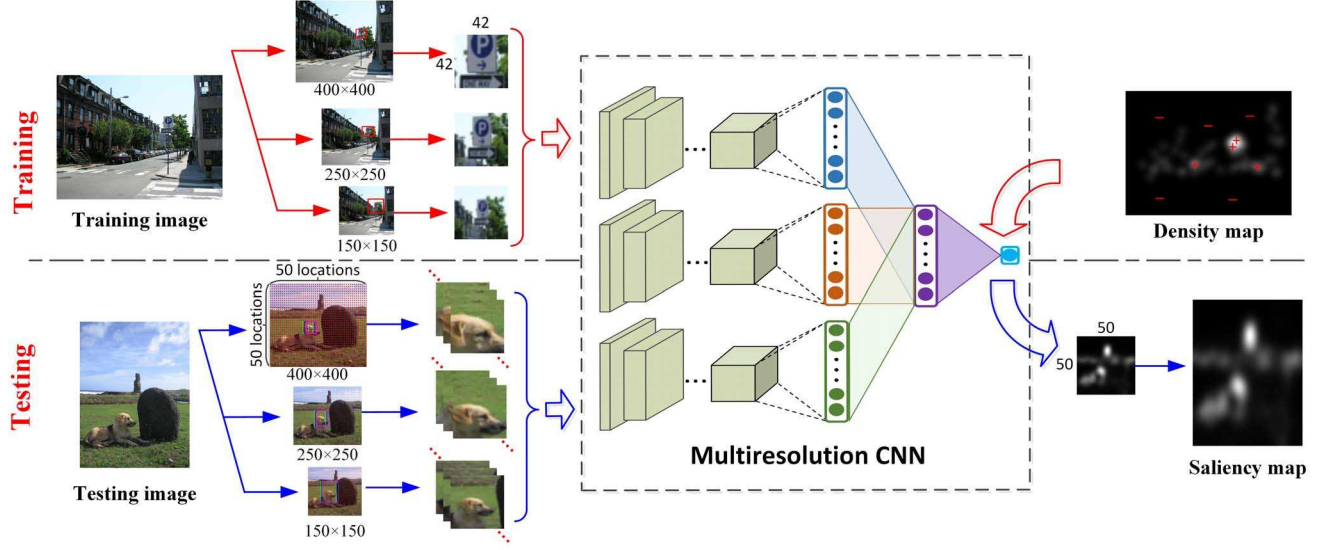 Training
Training image
400×400
250×250
150×150
42
42
P
Multiresolution CNN
Density map
Testing
Testing image
50 locations
50 locations
400×400
250×250
150×150
50
50
Saliency map